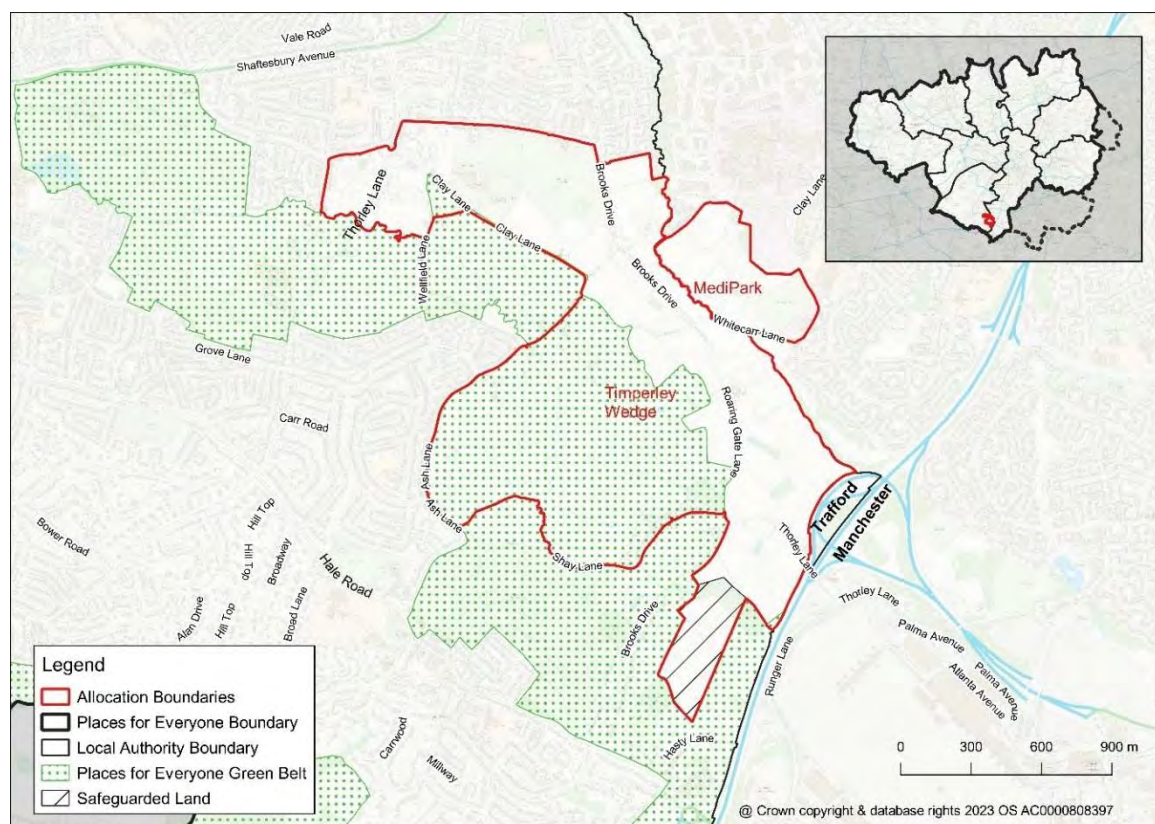 Vale Road
Shaftesbury Avenue
Clay Lane
Thorley Lane
Clay Lane
Clay Lane
Brooks Drive
Wellfield Lane
Brooks Drive
MediPark
Whitecarr Lane
Grove Lane
Timperley
Wedge
Carr Road
Roaring Gate Lane
Ash Lane
Ash Lane
Trafford
Manchester
Bower Road
Hill Top
Hill Top
Broadway
Hale Road
Shay Lane
Thorley Lane
Thorley Lane
Alan Drive
Hill Top
Broad Lane
Brooks Drive
Runger Lane
Palma Avenue
Palma Avenue
Atlanta Avenue
Hasty Lane
Carrwood
Millway
Legend
Allocation Boundaries
Places for Everyone Boundary
Local Authority Boundary
Places for Everyone Green Belt
Safeguarded Land
0 300 600 900 m
@ Crown copyright & database rights 2023 OS AC0000808397